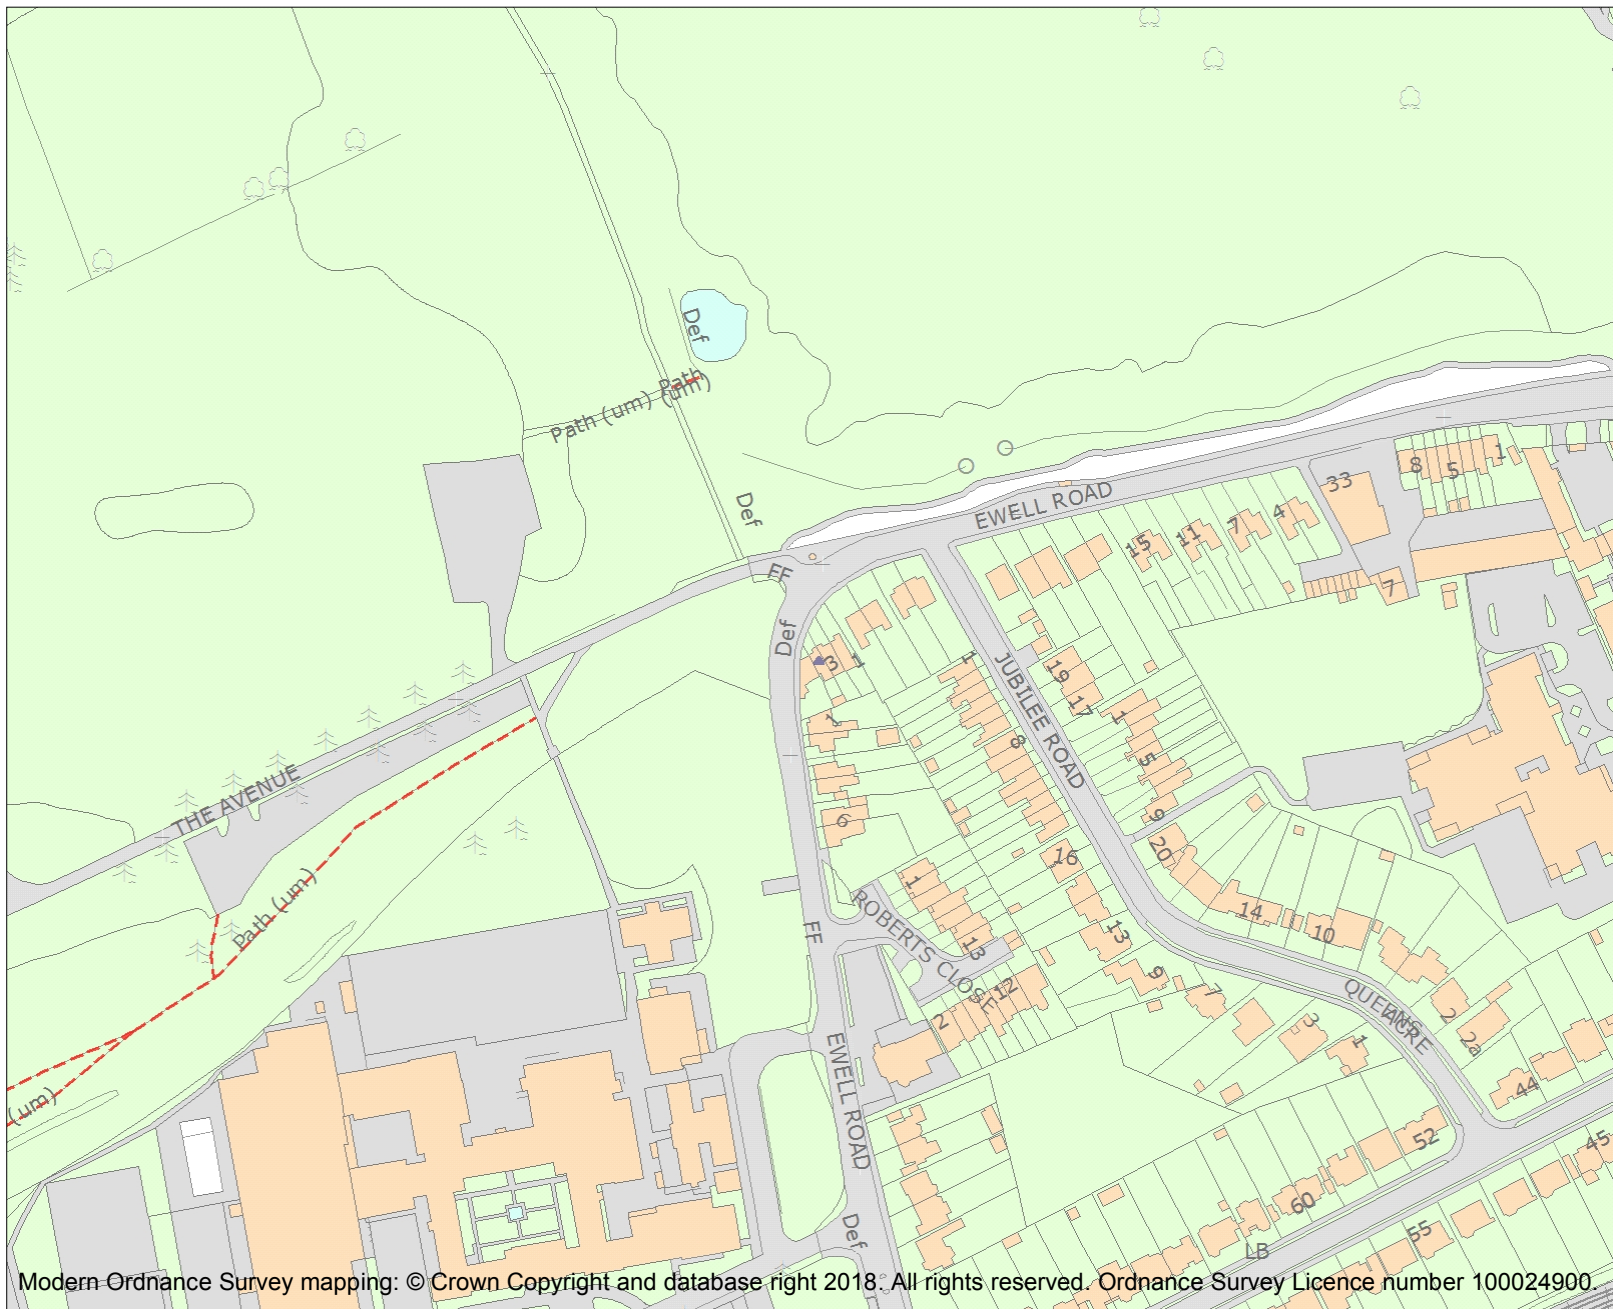 Def
Path
(um)
Path (um)
Def
EWELL ROAD
33
8
5
1
15
11
7
4
7
FF
Def
3
1
1
1
19
17
1
JUBILEE ROAD
8
5
9
THE AVENUE
6
20
16
1
14
10
ROBERTS CLOSE
FF
13
13
9
7
12
2
3
1
QUEENS
ACRE
2
2a
44
Path (um)
(um)
EWELL ROAD
52
45
60
55
Def
LB
Modern Ordnance Survey mapping: © Crown Copyright and database right 2018. All rights reserved. Ordnance Survey Licence number 100024900.